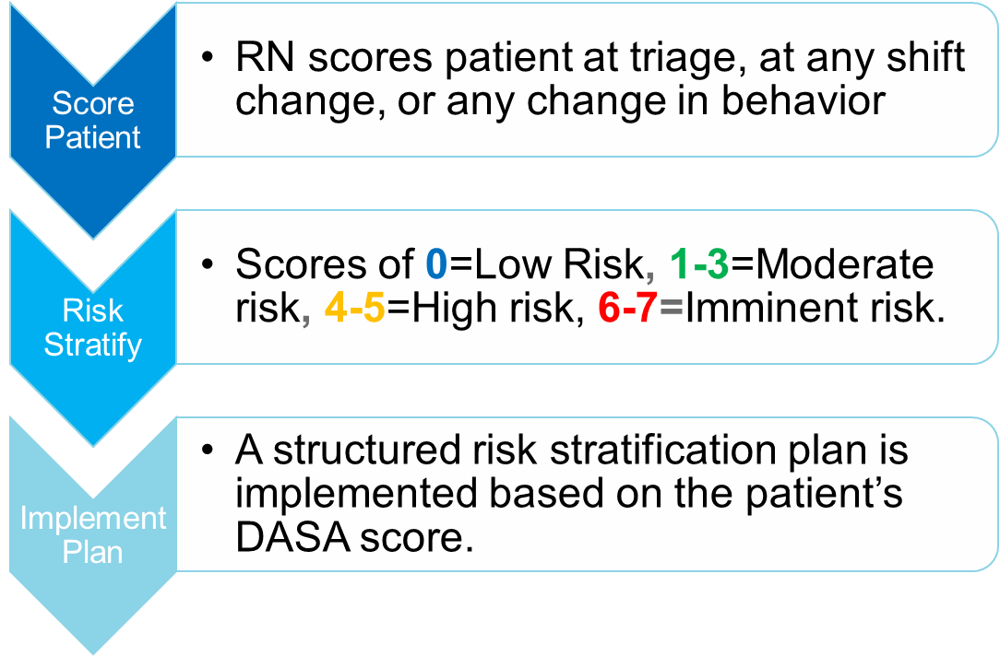 Score
Patient
• RN scores patient at triage, at any shift
change, or any change in behavior
Risk
Stratify
• Scores of 0=Low Risk, 1-3=Moderate
risk, 4-5=High risk, 6-7=Imminent risk.
Implement
Plan
• A structured risk stratification plan is
implemented based on the patient’s
DASA score.